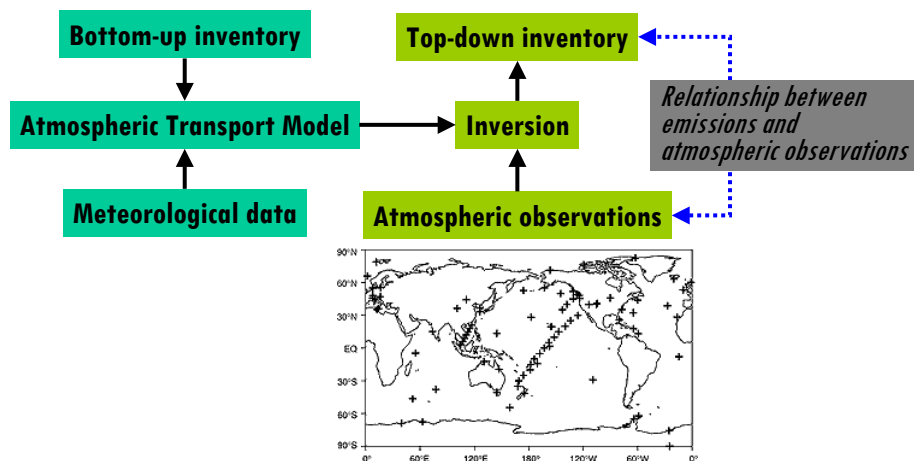 Bottom-up inventory
Top-down inventory
Relationship between
emissions and
atmospheric observations
Atmospheric Transport Model
Inversion
Meteorological data
Atmospheric observations
90°N
60°N
30°N
EQ
30°S
60°S
90°S
0° 60°E 120°E 180° 120°W 60°W 0°